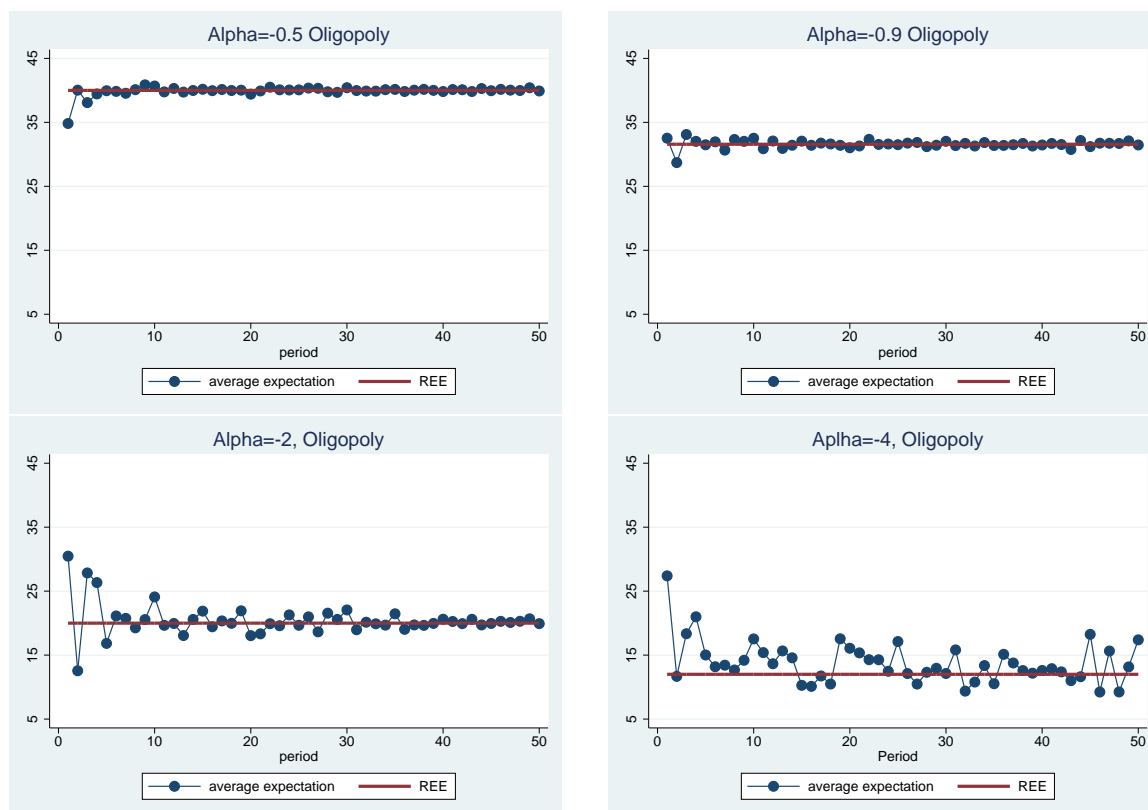 Alpha=-0.5 Oligopoly
45
35
25
15
5
0 10 20 30 40 50
period
average expectation REE
Alpha=-0.9 Oligopoly
45
35
25
15
5
0 10 20 30 40 50
period
average expectation REE
Alpha=-2, Oligopoly
45
35
25
15
5
0 10 20 30 40 50
period
average expectation REE
Aplha=-4, Oligopoly
45
35
25
15
5
0 10 20 30 40 50
Period
average expectation REE